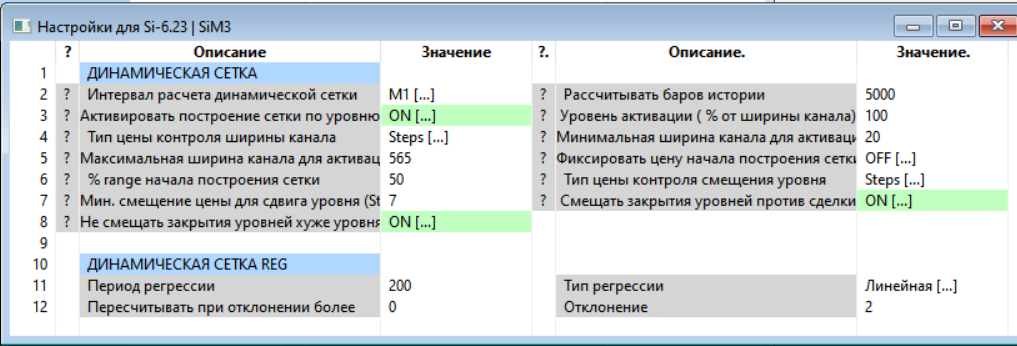 Настройки для Si-6.23 | SiM3
? Описание Значение ?. Описание. Значение.
1 ДИНАМИЧЕСКАЯ СЕТКА
2 ? Интервал расчета динамической сетки M1 [...] ? Рассчитывать баров истории 5000
3 ? Активировать построение сетки по уровню ON [...] ? Уровень активации ( % от ширины канала) 100
4 ? Тип цены контроля ширины канала Steps [...] ? Минимальная ширина канала для активаци 20
5 ? Максимальная ширина канала для активац 565 ? Фиксировать цену начала построения сетки OFF [...]
6 ? % range начала построения сетки 50 ? Тип цены контроля смещения уровня Steps [...]
7 ? Мин. смещение цены для сдвига уровня (St 7 ? Смещать закрытия уровней против сделки ON [...]
8 ? Не смещать закрытия уровней хуже уровня ON [...]
9
10 ДИНАМИЧЕСКАЯ СЕТКА REG
11 Период регрессии 200 Тип регрессии Линейная [...]
12 Пересчитывать при отклонении более 0 Отклонение 2